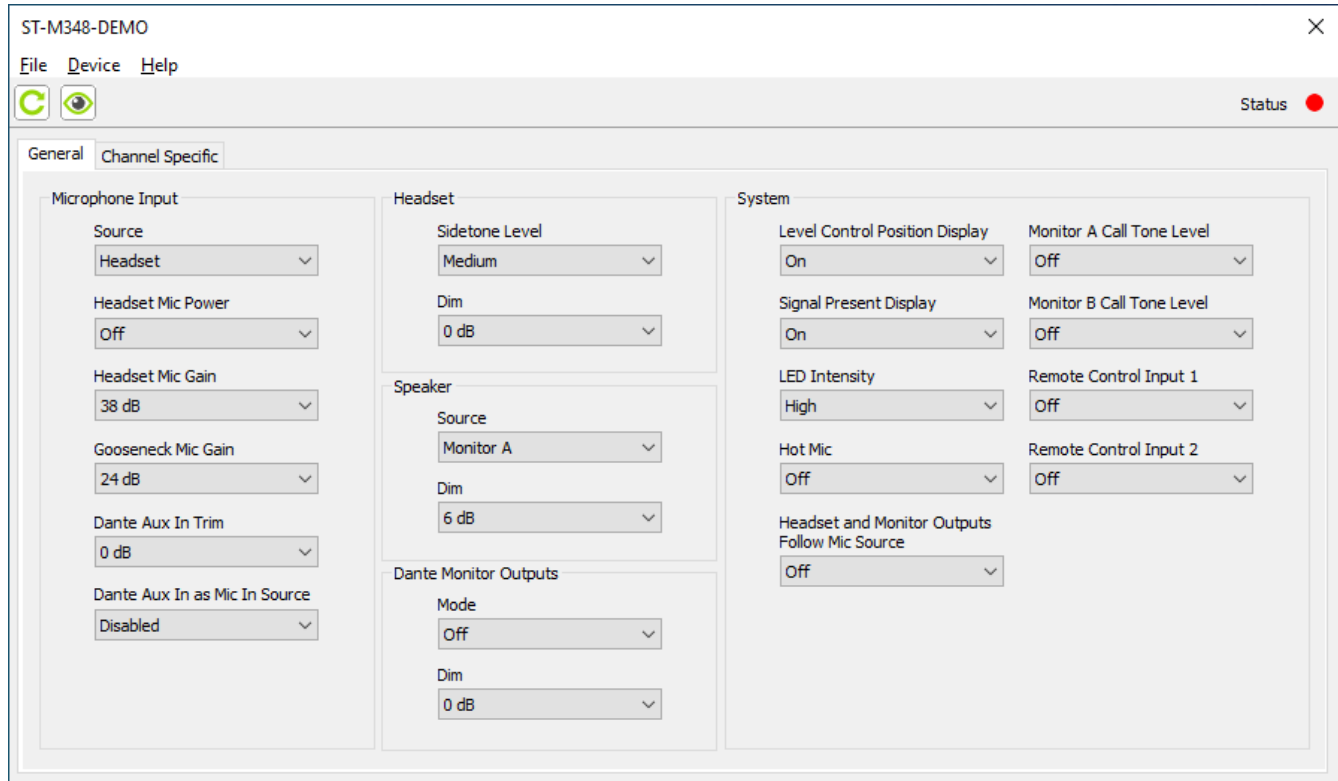 ST-M348-DEMO
File Device Help
Status
General Channel Specific
Microphone Input
Source
Headset
Headset Mic Power
Off
Headset Mic Gain
38 dB
Gooseneck Mic Gain
24 dB
Dante Aux In Trim
0 dB
Dante Aux In as Mic In Source
Disabled
Headset
Sidetone Level
Medium
Dim
0 dB
Speaker
Source
Monitor A
Dim
6 dB
Dante Monitor Outputs
Mode
Off
Dim
0 dB
System
Level Control Position Display
On
Signal Present Display
On
LED Intensity
High
Hot Mic
Off
Headset and Monitor Outputs
Follow Mic Source
Off
Monitor A Call Tone Level
Off
Monitor B Call Tone Level
Off
Remote Control Input 1
Off
Remote Control Input 2
Off